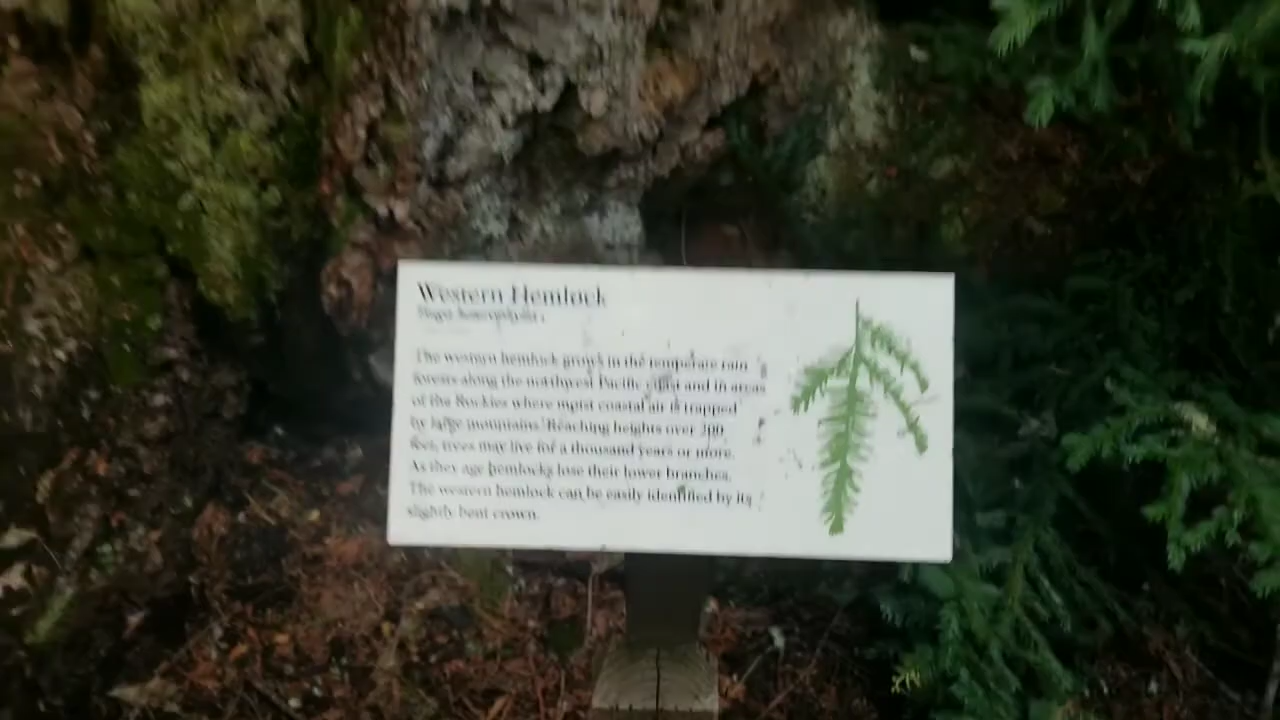 Western Hemlock
The western hemlock grows in the temperate rain
forests along the northwest Pacific coast and in areas
of the Rockies where moist coastal air is trapped
by large mountains. Reaching heights over 200
feet, trees may live for a thousand years or more.
As they age hemlocks lose their lower branches.
The western hemlock can be easily identified by its
slightly bent crown.